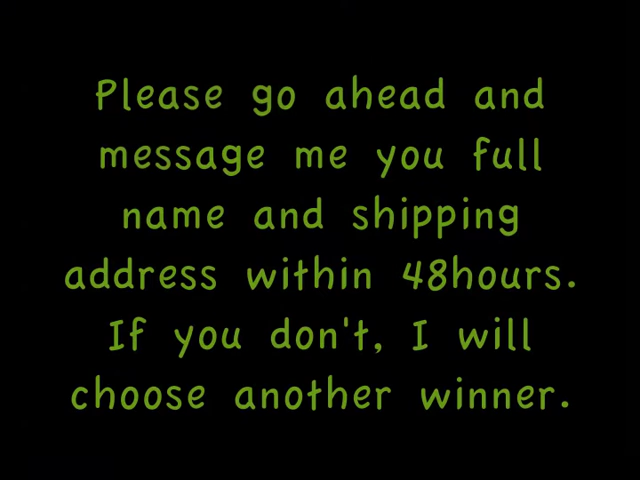 Please go ahead and
message me you full
name and shipping
address within 48hours.
If you don't, I will
choose another winner.